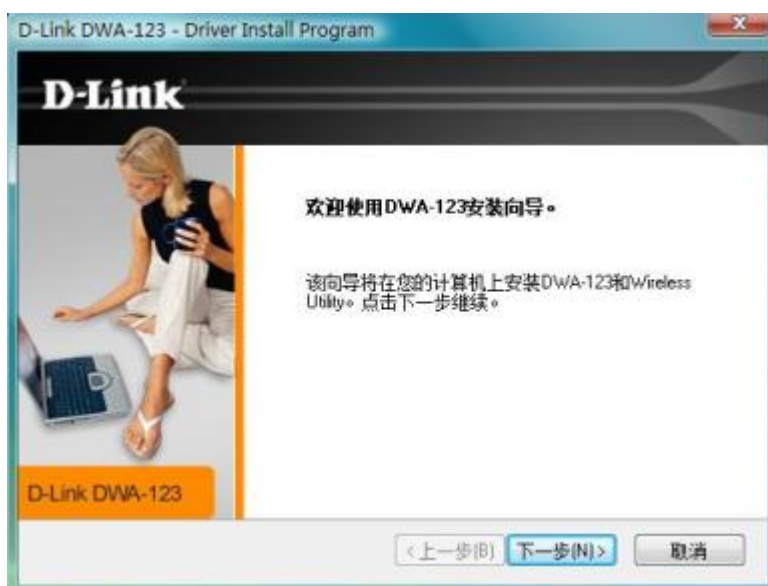 D-Link DWA-123 - Driver Install Program
D-Link
欢迎使用DWA-123安装向导。
该向导将在您的计算机上安装DWA-123和Wireless
Utility。点击下一步继续。
D-Link DWA-123
<上一步(B) 下一步(N)> 取消